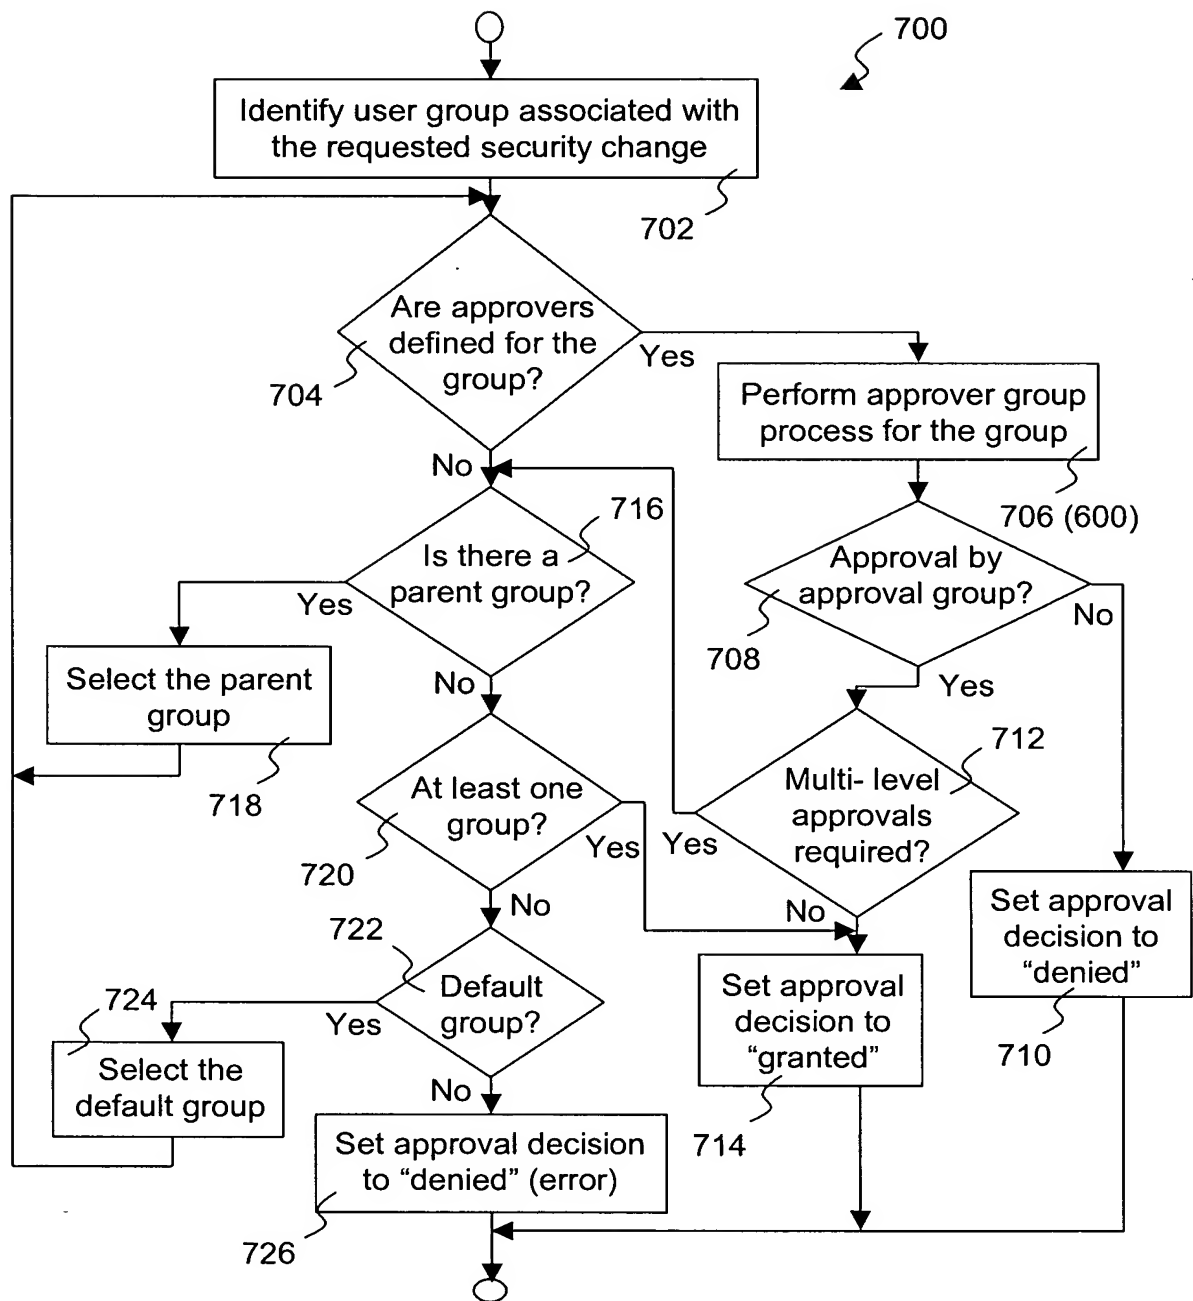 700
Identify user group associated with
the requested security change
702
Are approvers
defined for the
group?
704
Yes
Perform approver group
process for the group
706 (600)
No
716
Is there a
parent group?
Yes
Approval by
approval group?
No
708
Yes
Select the parent
group
718
No
712
Multi- level
approvals
required?
Yes
No
At least one
group?
Yes
720
No
722
Default
group?
Yes
724
Select the
default group
No
Set approval
decision to
“granted”
714
Set approval
decision to
“denied”
710
Set approval decision
to “denied” (error)
726